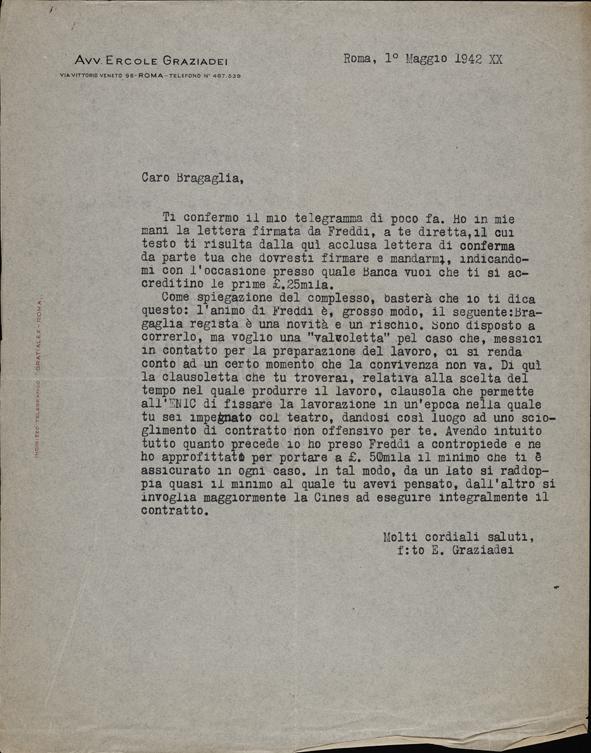 AVV. ERCOLE GRAZIADEI
VIA VITTORIO VENETO 96 - ROMA - TELEFONO N° 487.539
Roma, 1° Maggio 1942 XX
Caro Bragaglia,
Ti confermo il mio telegramma di poco fa. Ho in mie
mani la lettera firmata da Freddi, a te diretta,il cui
testo ti risulta dalla quì acclusa lettera di conferma
da parte tua che dovresti firmare e mandarmi, indicando-
mi con l'occasione presso quale Banca vuoi che ti si ac-
creditino le prime £.25mila.
Come spiegazione del complesso, basterà che io ti dica
questo: l'animo di Freddi è, grosso modo, il seguente:Bra-
gaglia regista è una novità e un rischio. Sono disposto a
correrlo, ma voglio una "valvoletta" pel caso che, messici
in contatto per la preparazione del lavoro, ci si renda
conto ad un certo momento che la convivenza non va. Di quì
la clausoletta che tu troverai, relativa alla scelta del
tempo nel quale produrre il lavoro, clausola che permette
all'ENIC di fissare la lavorazione in un'epoca nella quale
tu sei impegnato col teatro, dandosi così luogo ad uno scio-
glimento di contratto non offensivo per te. Avendo intuito
tutto quanto precede io ho preso Freddi a contropiede e ne
ho approfittato per portare a £. 50mila il minimo che ti è
assicurato in ogni caso. In tal modo, da un lato si raddop-
pia quasi il minimo al quale tu avevi pensato, dall'altro si
invoglia maggiormente la Cines ad eseguire integralmente il
contratto.
Molti cordiali saluti,
f:to E. Graziadei
INDIRIZZO TELEGRAFICO: GRATIALEX - ROMA